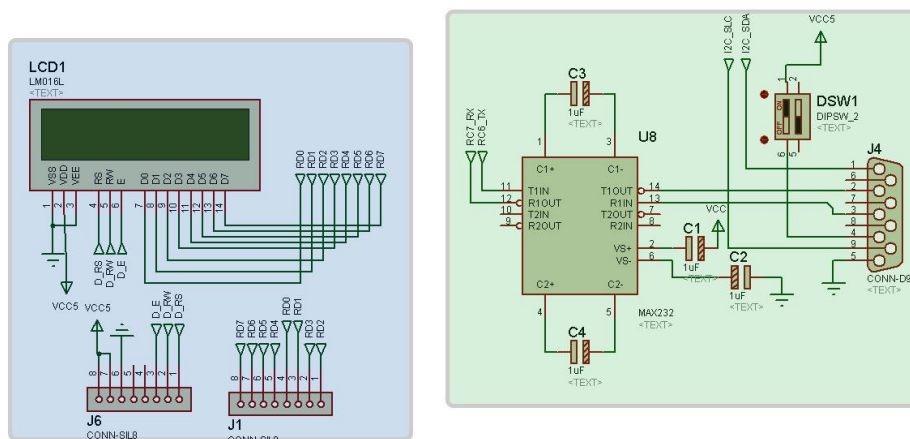 LCD1
LM016L
<TEXT>
VSS
VDD
VEE
RS
RW
E
D0
D1
D2
D3
D4
D5
D6
D7
1
2
3
4
5
6
7
8
9
10
11
12
13
14
D_RS
D_RW
D_E
RD0
RD1
RD2
RD3
RD4
RD5
RD6
RD7
VCC5
VCC5
D_E
D_RW
D_RS
8
7
6
5
4
3
2
1
J6
CONN-SIL8
RD7
RD6
RD5
RD4
RD0
RD1
RD3
RD2
8
7
6
5
4
3
2
1
J1
CONN-SIL8
I2C_SLC
I2C_SDA
VCC5
C3
1uF
<TEXT>
1
2
ON
OFF
DSW1
DIPSW_2
<TEXT>
6
5
RC7_RX
RC6_TX
1
3
U8
C1+
C1-
11
T1IN
T1OUT
14
12
R1OUT
R1IN
13
10
T2IN
T2OUT
7
9
R2OUT
R2IN
8
VS+
2
VS-
6
C2+
C2-
4
5
MAX232
<TEXT>
C1
VCC
1uF
<TEXT>
C2
1uF
<TEXT>
C4
1uF
<TEXT>
J4
1
6
2
7
3
8
4
9
5
CONN-D9
<TEXT>